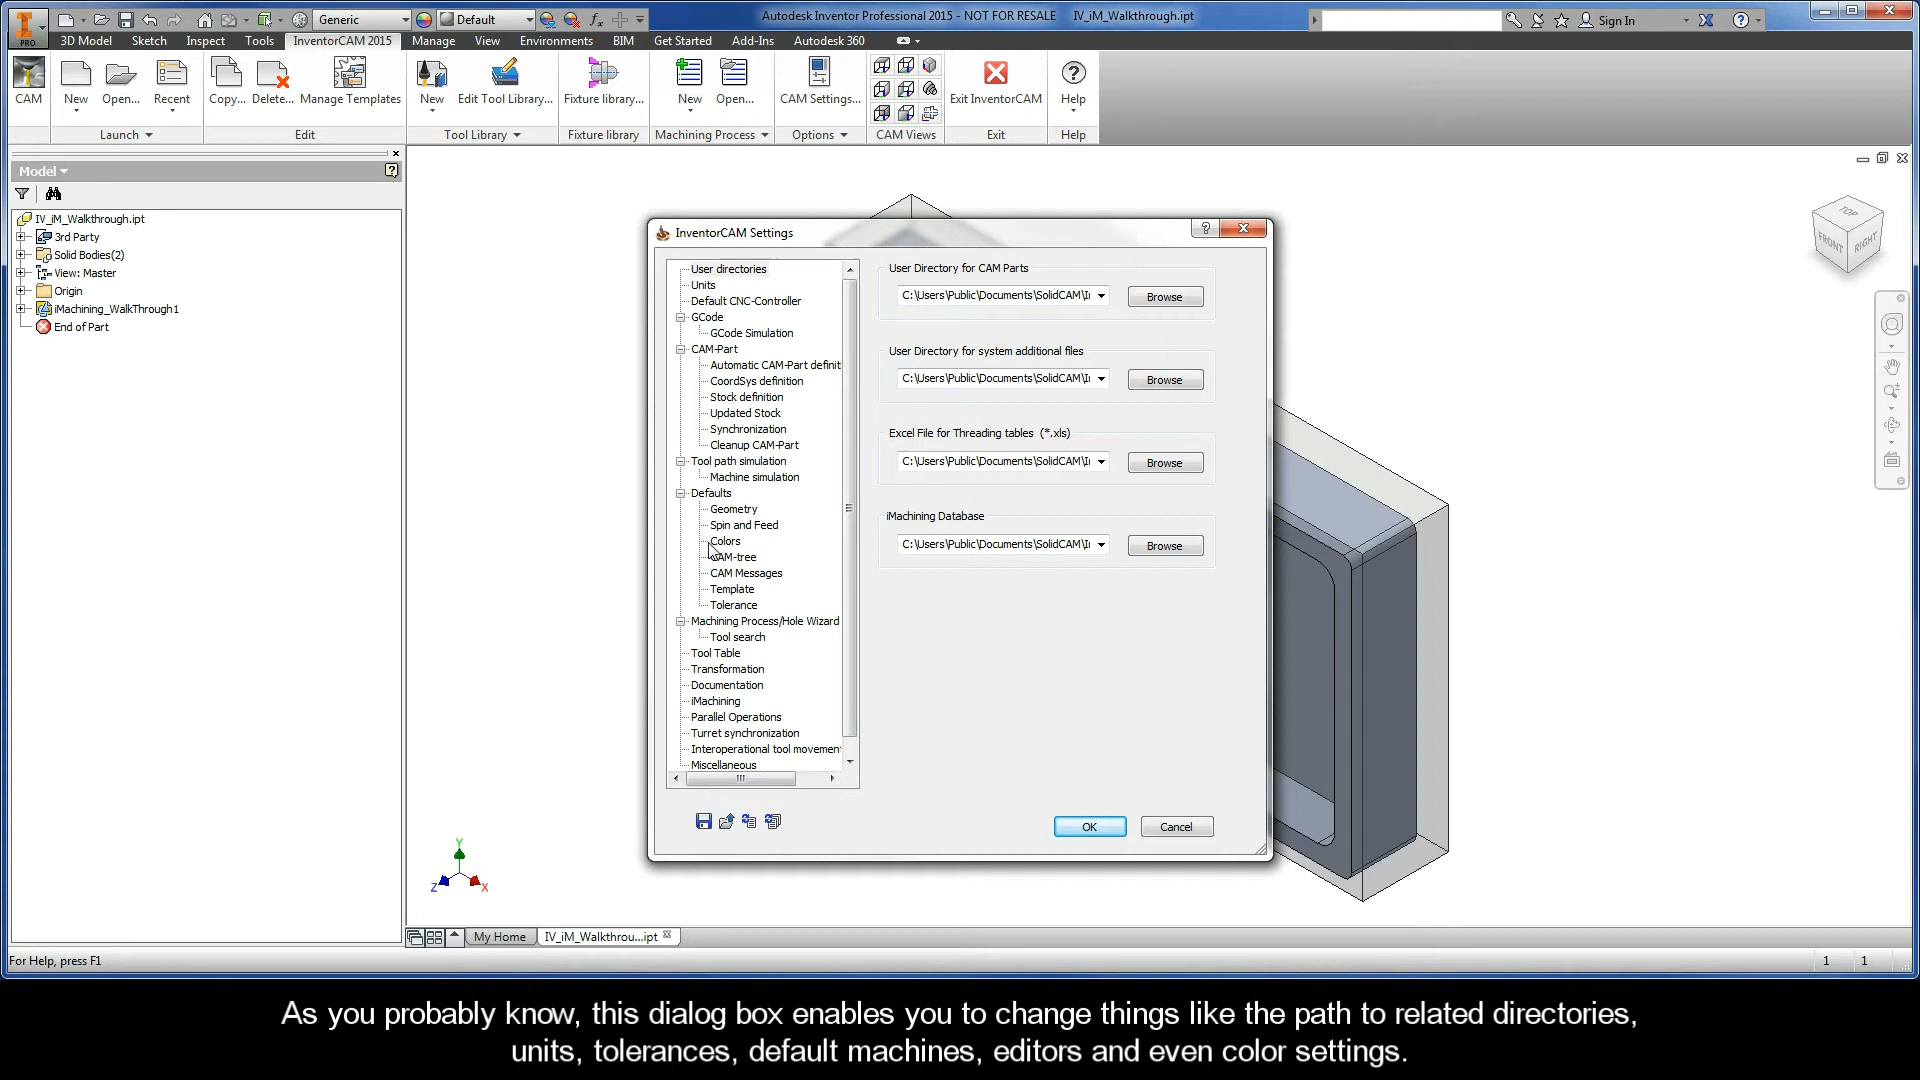 Generic
Default
Autodesk Inventor Professional 2015 - NOT FOR RESALE IV_iM_Walkthrough.ipt
Sign In
PRO
3D Model Sketch Inspect Tools InventorCAM 2015 Manage View Environments BIM Get Started Add-Ins Autodesk 360
CAM New Open... Recent Copy... Delete... Manage Templates New Edit Tool Library... Fixture library... New Open... CAM Settings... Exit InventorCAM Help
Launch Edit Tool Library Fixture library Machining Process Options CAM Views Exit Help
Model
IV_iM_Walkthrough.ipt
3rd Party
Solid Bodies(2)
View: Master
Origin
iMachining_WalkThrough1
End of Part
InventorCAM Settings
User directories
Units
Default CNC-Controller
GCode
GCode Simulation
CAM-Part
Automatic CAM-Part definit
CoordSys definition
Stock definition
Updated Stock
Synchronization
Cleanup CAM-Part
Tool path simulation
Machine simulation
Defaults
Geometry
Spin and Feed
Colors
CAM-tree
CAM Messages
Template
Tolerance
Machining Process/Hole Wizard
Tool search
Tool Table
Transformation
Documentation
iMachining
Parallel Operations
Turret synchronization
Interoperational tool movement
Miscellaneous
User Directory for CAM Parts
C:\Users\Public\Documents\SolidCAM\In
Browse
User Directory for system additional files
C:\Users\Public\Documents\SolidCAM\In
Browse
Excel File for Threading tables (*.xls)
C:\Users\Public\Documents\SolidCAM\In
Browse
iMachining Database
C:\Users\Public\Documents\SolidCAM\In
Browse
OK Cancel
TOP
FRONT RIGHT
Y
Z X
My Home IV_iM_Walkthrou...ipt
For Help, press F1
1 1
As you probably know, this dialog box enables you to change things like the path to related directories,
units, tolerances, default machines, editors and even color settings.